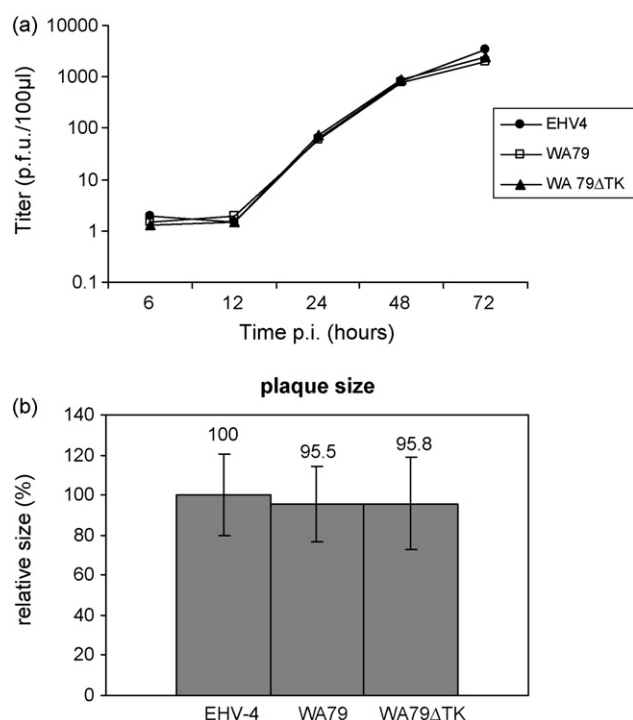 (a)
Titer (p.f.u./100µl)
10000
1000
100
10
1
0.1
6 12 24 48 72
Time p.i. (hours)
EHV4
WA79
WA 79ΔTK
(b)
plaque size
relative size (%)
140
120
100
80
60
40
20
0
100 95.5 95.8
EHV-4 WA79 WA79ΔTK